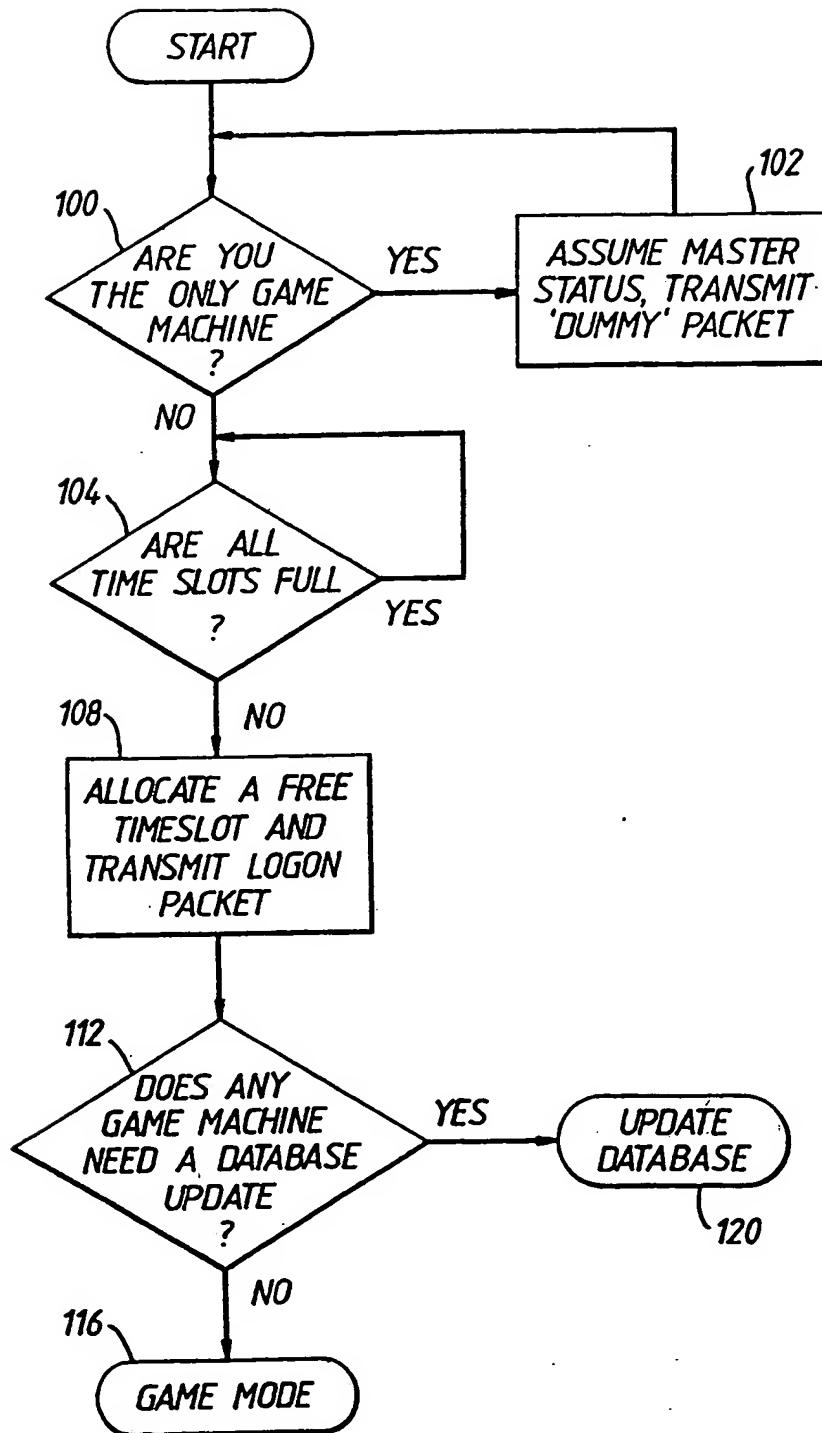 START
100
ARE YOU
THE ONLY GAME
MACHINE
?
YES
102
ASSUME MASTER
STATUS, TRANSMIT
'DUMMY' PACKET
NO
104
ARE ALL
TIME SLOTS FULL
?
YES
NO
108
ALLOCATE A FREE
TIMESLOT AND
TRANSMIT LOGON
PACKET
112
DOES ANY
GAME MACHINE
NEED A DATABASE
UPDATE
?
YES
UPDATE
DATABASE
120
NO
116
GAME MODE